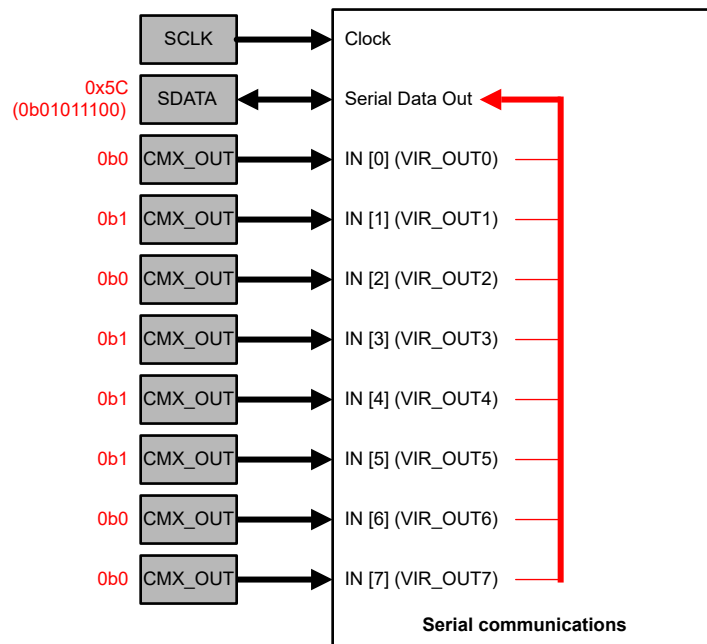 SCLK Clock
0x5C
(0b01011100) SDATA Serial Data Out
0b0 CMX_OUT IN [0] (VIR_OUT0)
0b1 CMX_OUT IN [1] (VIR_OUT1)
0b0 CMX_OUT IN [2] (VIR_OUT2)
0b1 CMX_OUT IN [3] (VIR_OUT3)
0b1 CMX_OUT IN [4] (VIR_OUT4)
0b1 CMX_OUT IN [5] (VIR_OUT5)
0b0 CMX_OUT IN [6] (VIR_OUT6)
0b0 CMX_OUT IN [7] (VIR_OUT7)
Serial communications